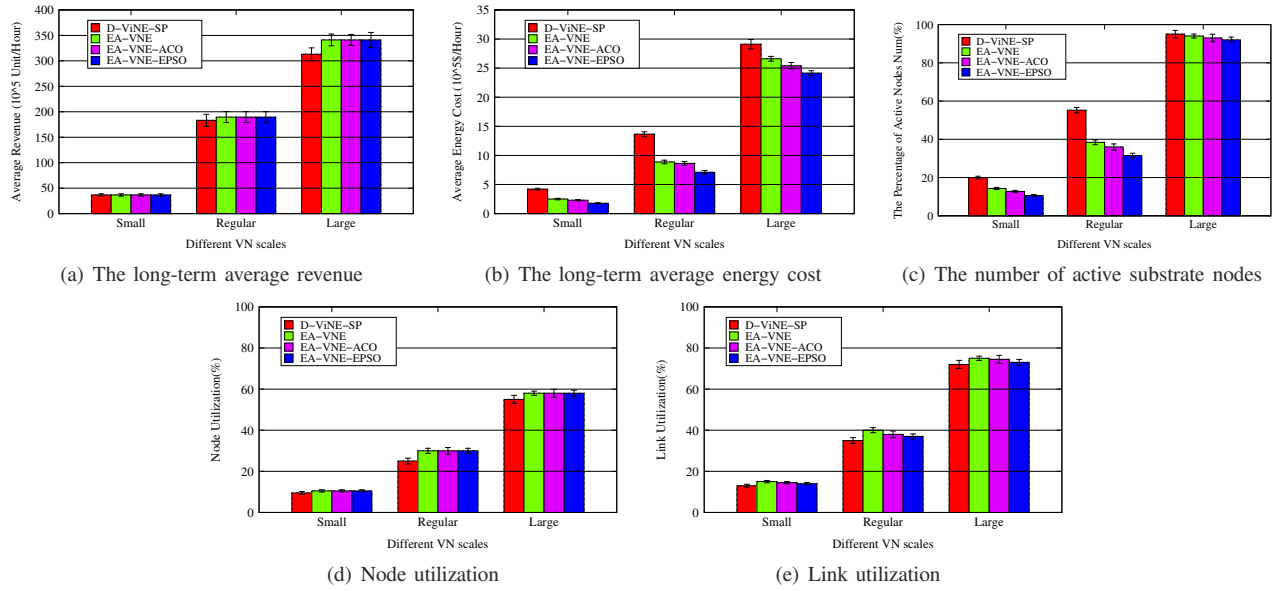 400
350
300
250
200
150
100
50
0
Average Revenue (10^5 Unit/Hour)
D−ViNE−SP
EA−VNE
EA−VNE−ACO
EA−VNE−EPSO
Small Regular Large
Different VN scales
(a) The long-term average revenue
35
30
25
20
15
10
5
0
Average Energy Cost (10^5$/Hour)
D−ViNE−SP
EA−VNE
EA−VNE−ACO
EA−VNE−EPSO
Small Regular Large
Different VN scales
(b) The long-term average energy cost
100
80
60
40
20
0
The Percentage of Active Nodes Num(%)
D−ViNE−SP
EA−VNE
EA−VNE−ACO
EA−VNE−EPSO
Small Regular Large
Different VN scales
(c) The number of active substrate nodes
100
80
60
40
20
0
Node Utilization(%)
D−ViNE−SP
EA−VNE
EA−VNE−ACO
EA−VNE−EPSO
Small Regular Large
Different VN scales
(d) Node utilization
100
80
60
40
20
0
Link Utilization(%)
D−ViNE−SP
EA−VNE
EA−VNE−ACO
EA−VNE−EPSO
Small Regular Large
Different VN scales
(e) Link utilization